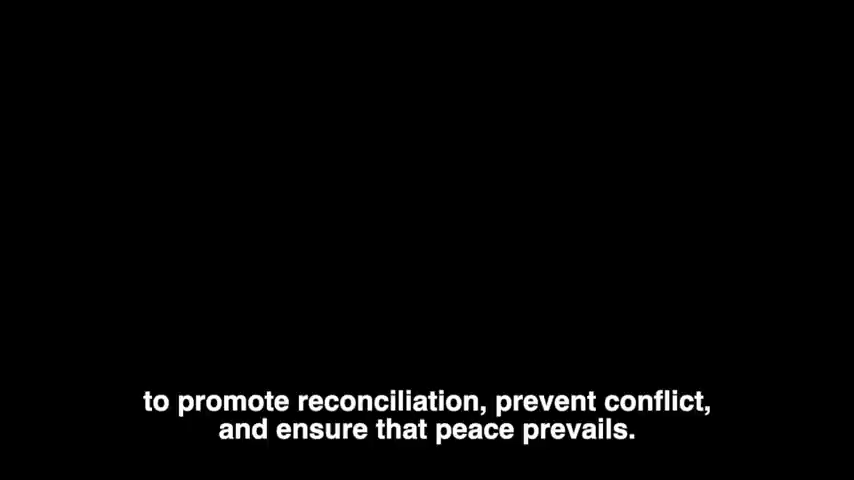 to promote reconciliation, prevent conflict,
and ensure that peace prevails.